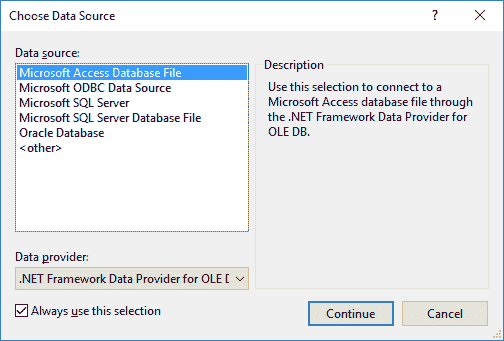 Choose Data Source
?
Data source:
Microsoft Access Database File
Microsoft ODBC Data Source
Microsoft SQL Server
Microsoft SQL Server Database File
Oracle Database
<other>
Description
Use this selection to connect to a
Microsoft Access database file through
the .NET Framework Data Provider for
OLE DB.
Data provider:
.NET Framework Data Provider for OLE D
Always use this selection
Continue
Cancel